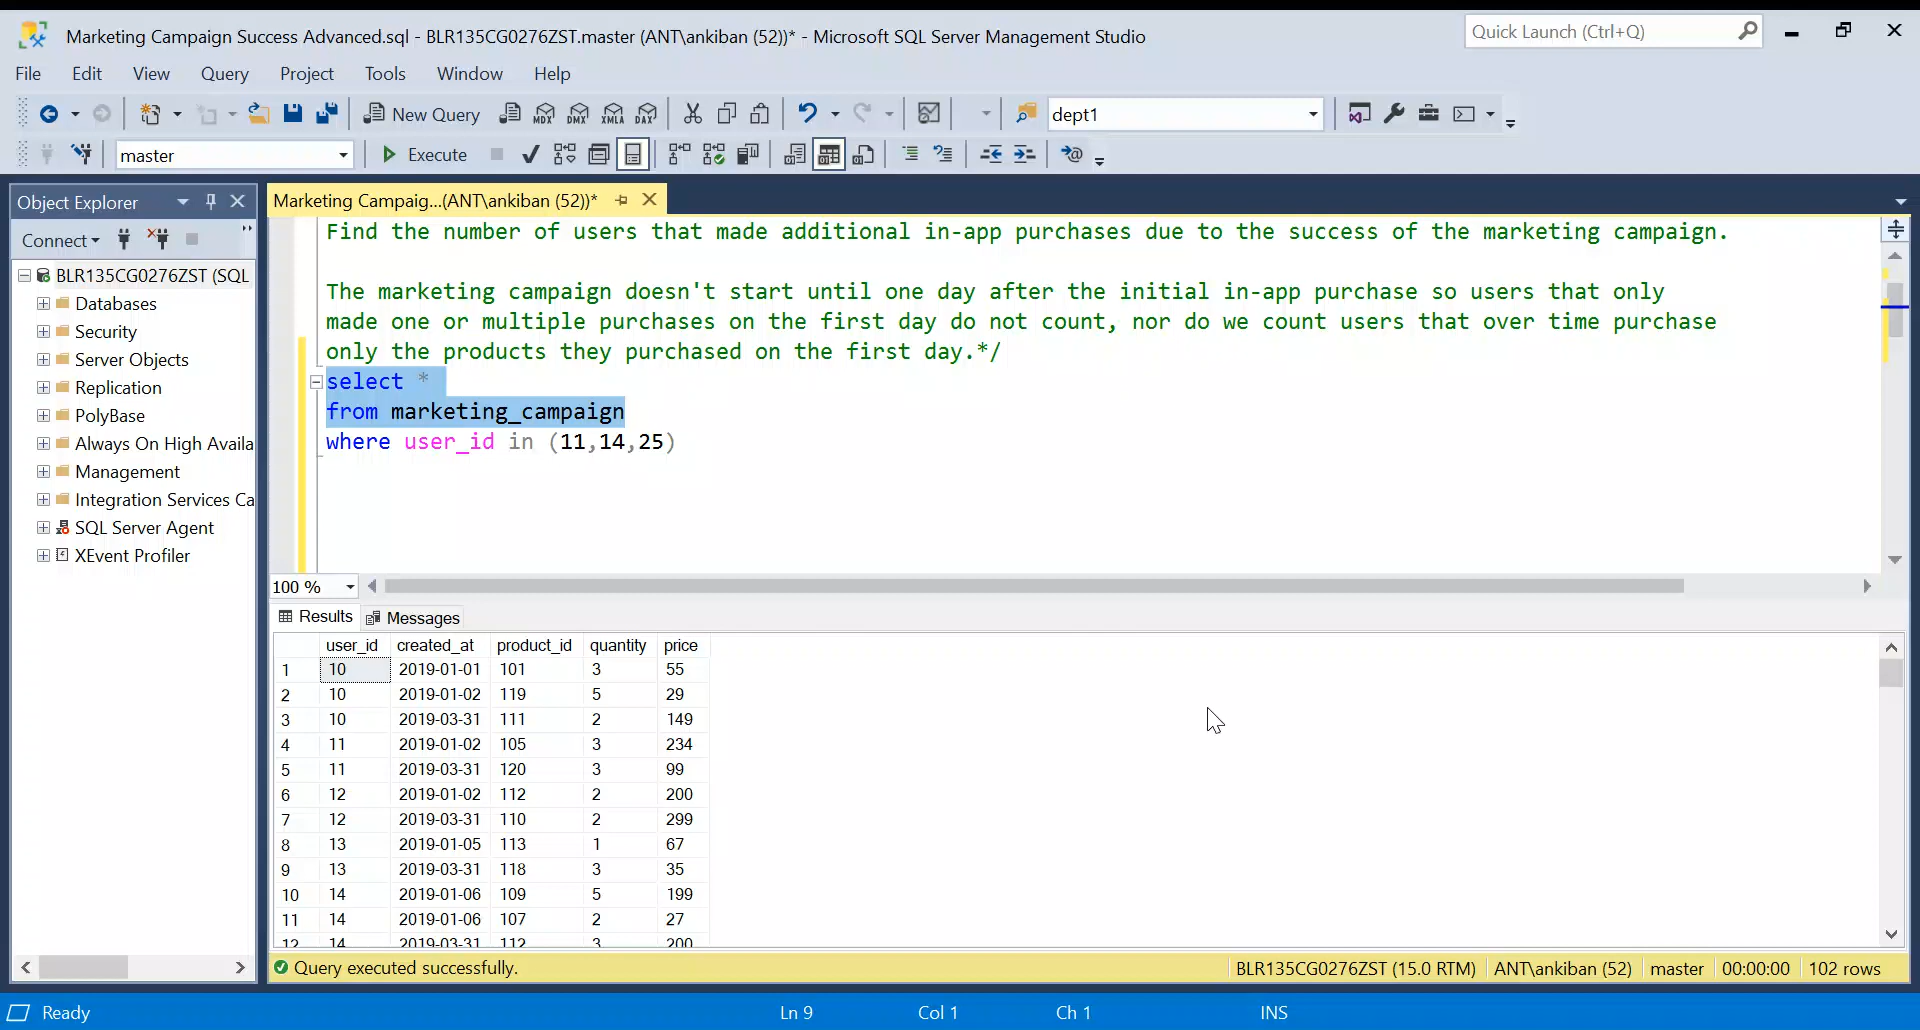 Marketing Campaign Success Advanced.sql - BLR135CG0276ZST.master (ANT\ankiban (52))* - Microsoft SQL Server Management Studio
Quick Launch (Ctrl+Q)
File Edit View Query Project Tools Window Help
New Query MDX DMX XMLA DAX dept1
master Execute
Object Explorer
Marketing Campaig...(ANT\ankiban (52))*
Connect
BLR135CG0276ZST (SQL
Databases
Security
Server Objects
Replication
PolyBase
Always On High Availa
Management
Integration Services Ca
SQL Server Agent
XEvent Profiler
Find the number of users that made additional in-app purchases due to the success of the marketing campaign.
The marketing campaign doesn't start until one day after the initial in-app purchase so users that only
made one or multiple purchases on the first day do not count, nor do we count users that over time purchase
only the products they purchased on the first day.*/
select *
from marketing_campaign
where user_id in (11,14,25)
100 %
Results Messages
user_id created_at product_id quantity price
1 10 2019-01-01 101 3 55
2 10 2019-01-02 119 5 29
3 10 2019-03-31 111 2 149
4 11 2019-01-02 105 3 234
5 11 2019-03-31 120 3 99
6 12 2019-01-02 112 2 200
7 12 2019-03-31 110 2 299
8 13 2019-01-05 113 1 67
9 13 2019-03-31 118 3 35
10 14 2019-01-06 109 5 199
11 14 2019-01-06 107 2 27
12 14 2019-03-31 112 3 200
Query executed successfully. BLR135CG0276ZST (15.0 RTM) ANT\ankiban (52) master 00:00:00 102 rows
Ready Ln 9 Col 1 Ch 1 INS